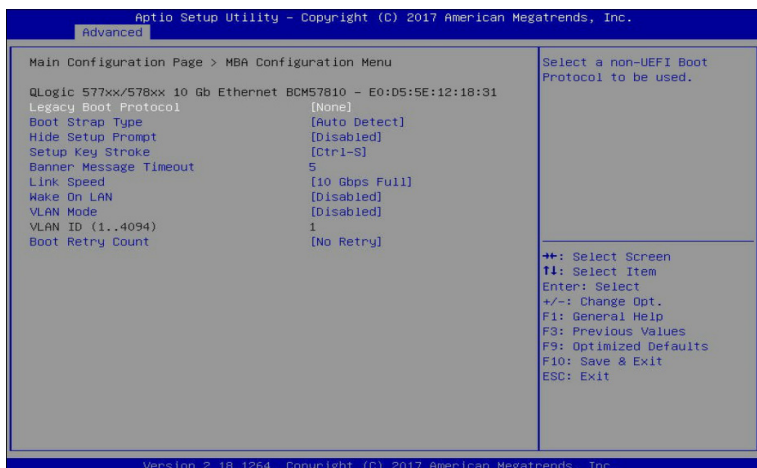 Aptio Setup Utility – Copyright (C) 2017 American Megatrends, Inc.
Advanced
Main Configuration Page > MBA Configuration Menu
QLogic 577xx/578xx 10 Gb Ethernet BCM57810 – E0:D5:5E:12:18:31
Legacy Boot Protocol [None]
Boot Strap Type [Auto Detect]
Hide Setup Prompt [Disabled]
Setup Key Stroke [Ctrl-S]
Banner Message Timeout 5
Link Speed [10 Gbps Full]
Wake On LAN [Disabled]
VLAN Mode [Disabled]
VLAN ID (1..4094) 1
Boot Retry Count [No Retry]
Select a non-UEFI Boot
Protocol to be used.
→←: Select Screen
↑↓: Select Item
Enter: Select
+/-: Change Opt.
F1: General Help
F3: Previous Values
F9: Optimized Defaults
F10: Save & Exit
ESC: Exit
Version 2.18.1264. Copyright (C) 2017 American Megatrends, Inc.